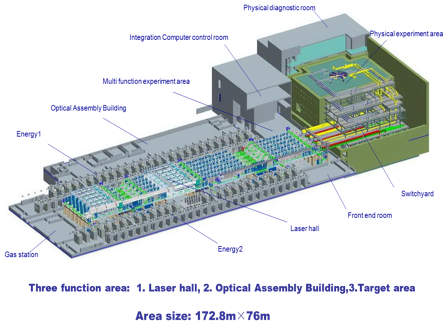 Physical diagnostic room
Physical experiment area
Integration Computer control room
Multi function experiment area
Optical Assembly Building
Energy1
Switchyard
Front end room
Laser hall
Energy2
Gas station
Three function area: 1. Laser hall, 2. Optical Assembly Building,3.Target area
Area size: 172.8m×76m